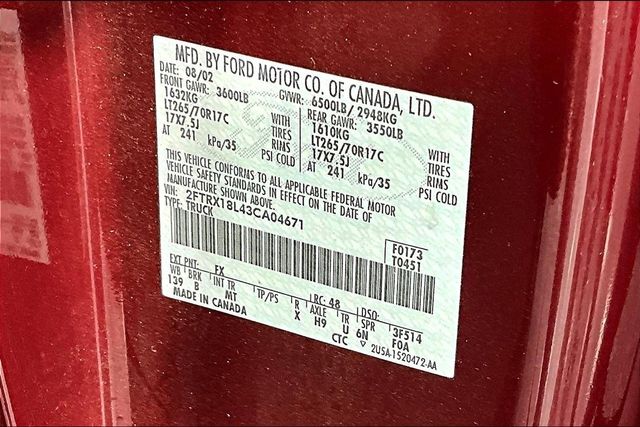 MFD. BY FORD MOTOR CO. OF CANADA, LTD.
DATE: 08/02 GVWR: 6500LB/ 2948KG
FRONT GAWR: 3600LB REAR GAWR: 3550LB
1632KG WITH 1610KG WITH
LT265/70R17C TIRES LT265/70R17C TIRES
17X7.5J RIMS 17X7.5J RIMS
AT 241 kPa/35 PSI COLD AT 241 kPa/35 PSI COLD
THIS VEHICLE CONFORMS TO ALL APPLICABLE FEDERAL MOTOR
VEHICLE SAFETY STANDARDS IN EFFECT ON THE DATE OF
VIN: 2FTRX18L43CA04671
TYPE: TRUCK
F0173
T0451
EXT PNT: FX RC: 48 DSO:
WB BRK INT TR TP/PS R AXLE TR SPR 3F514
139 B MT X H9 U 6N F0A
MADE IN CANADA CTC
2USA-1520472-AA